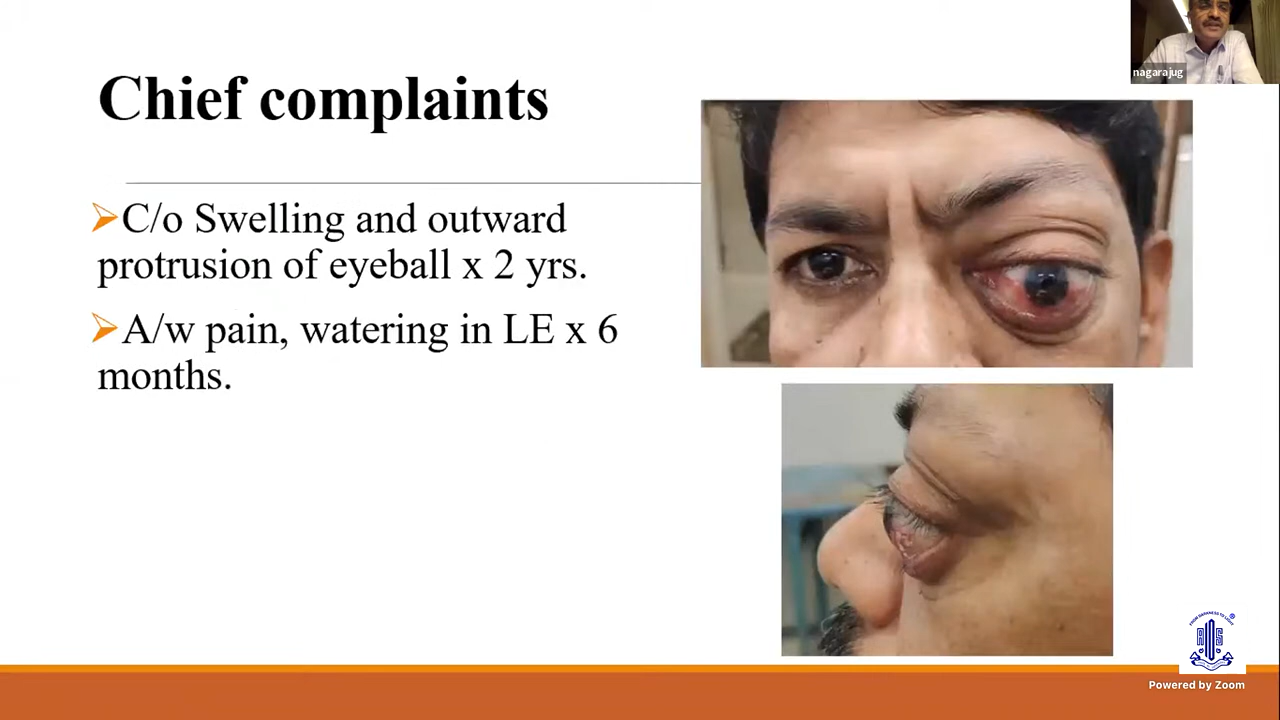 nagarajug
Chief complaints
➢C/o Swelling and outward
protrusion of eyeball x 2 yrs.
➢A/w pain, watering in LE x 6
months.
Powered by Zoom